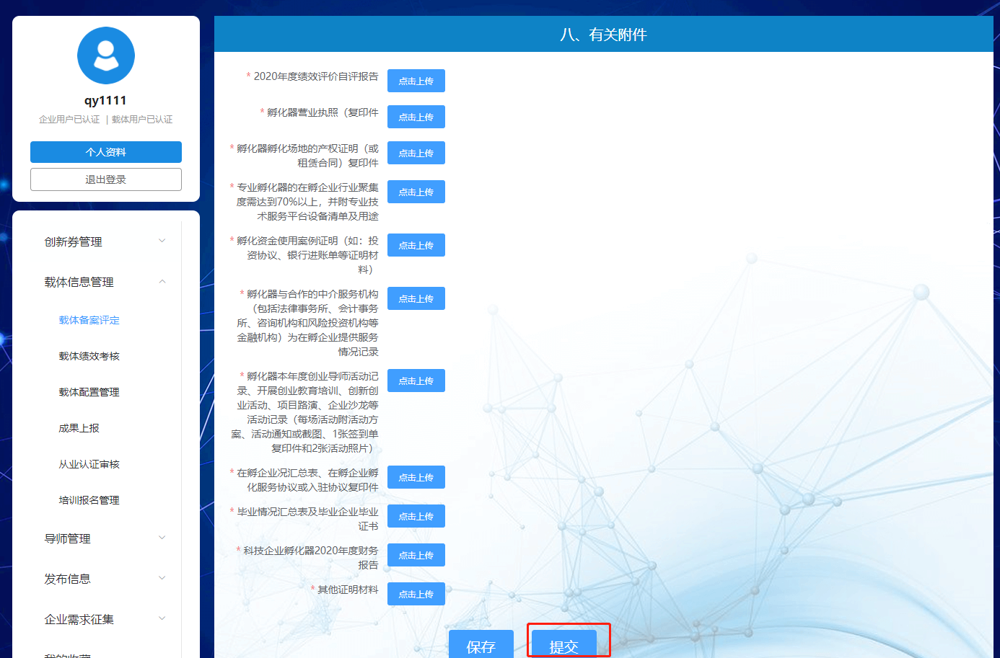 qy1111
企业用户已认证 | 载体用户已认证
个人资料
退出登录
创新券管理
载体信息管理
载体备案评定
载体绩效考核
载体配置管理
成果上报
从业认证审核
培训报名管理
导师管理
发布信息
企业需求征集
我的收藏
八、有关附件
* 2020年度绩效评价自评报告
点击上传
* 孵化器营业执照（复印件
点击上传
* 孵化器孵化场地的产权证明（或
租赁合同）复印件
点击上传
* 专业孵化器的在孵企业行业聚集
度需达到70%以上，并附专业技
术服务平台设备清单及用途
点击上传
* 孵化资金使用案例证明（如：投
资协议、银行进账单等证明材
料）
点击上传
* 孵化器与合作的中介服务机构
（包括法律事务所、会计事务
所、咨询机构和风险投资机构等
金融机构）为在孵企业提供服务
情况记录
点击上传
* 孵化器本年度创业导师活动记
录、开展创业教育培训、创新创
业活动、项目路演、企业沙龙等
活动记录（每场活动附活动方
案、活动通知或截图、1张签到单
复印件和2张活动照片）
点击上传
* 在孵企业况汇总表、在孵企业孵
化服务协议或入驻协议复印件
点击上传
* 毕业情况汇总表及毕业企业毕业
证书
点击上传
* 科技企业孵化器2020年度财务
报告
点击上传
* 其他证明材料
点击上传
保存
提交